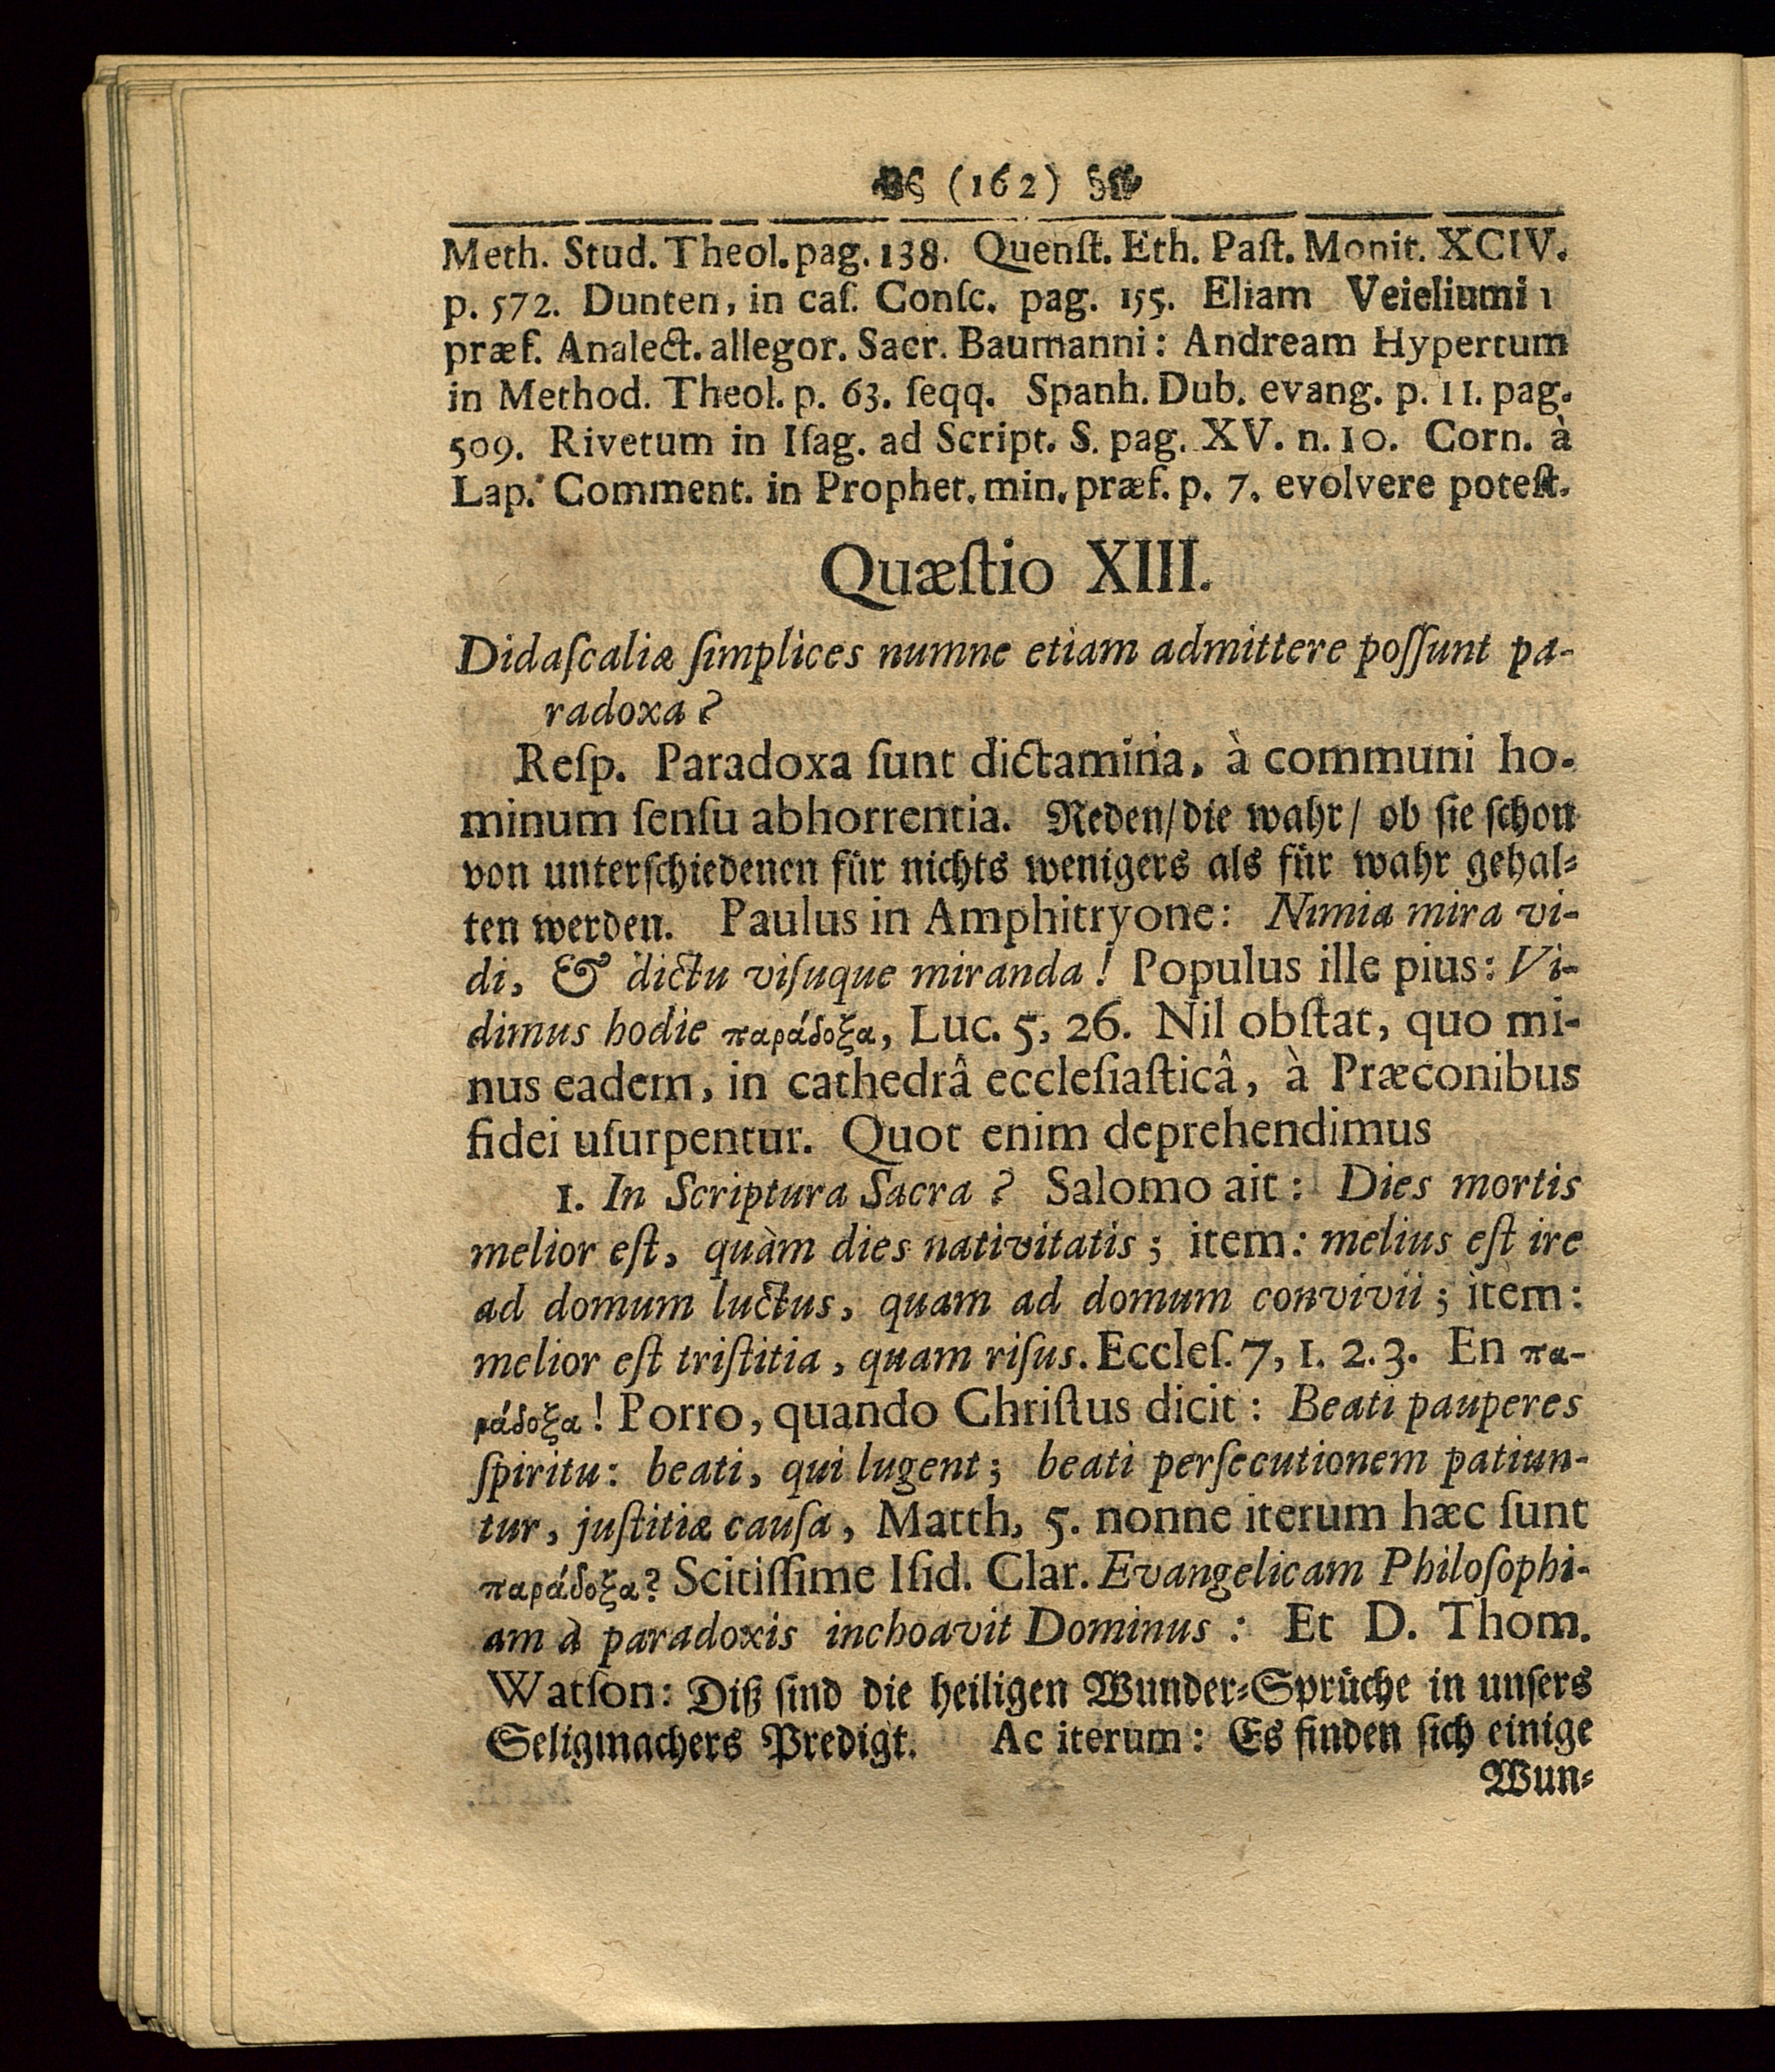 (162)
Meth. Stud. Theol. pag. 138. Quenſt. Eth. Paſt. Monit. XCIV.
p. 572. Dunten, in caſ. Conſc. pag. 155. Eliam Veieliumi ı
præf. Analect. allegor. Sacr. Baumanni: Andream Hypertum
in Method. Theol. p. 63. ſeqq. Spanh. Dub. evang. p. 11. pag.
509. Rivetum in Iſag. ad Script. S. pag. XV. n. 10. Corn. à
Lap. Comment. in Prophet. min. præf. p. 7. evolvere poteſt.
Quæſtio XIII.
Didaſcaliæ ſimplices numne etiam admittere poſſunt pa-
radoxa?
Reſp. Paradoxa ſunt dictamina, à communi ho-
minum ſenſu abhorrentia. Reden/die wahr/ ob ſie ſchon
von unterſchiedenen für nichts wenigers als für wahr gehal-
ten werden. Paulus in Amphitryone: Nimia mira vi-
di, & dictu viſuque miranda! Populus ille pius: Vi-
dimus hodie παράδοξα, Luc. 5, 26. Nil obſtat, quo mi-
nus eadem, in cathedrâ eccleſiaſticâ, à Præconibus
fidei uſurpentur. Quot enim deprehendimus
1. In Scriptura Sacra? Salomo ait: Dies mortis
melior eſt, quàm dies nativitatis; item: melius eſt ire
ad domum luctus, quam ad domum convivii; item:
melior eſt triſtitia, quam riſus. Eccleſ. 7, 1. 2. 3. En πα-
ράδοξα! Porro, quando Chriſtus dicit: Beati pauperes
ſpiritu: beati, qui lugent; beati perſecutionem patiun-
tur, juſtitiæ cauſa, Matth, 5. nonne iterum hæc ſunt
παράδοξα? Scitiſſime Iſid. Clar. Evangelicam Philoſophi-
am à paradoxis inchoavit Dominus: Et D. Thom.
Watſon: Diß ſind die heiligen Wunder-Sprüche in unſers
Seligmachers Predigt. Ac iterum: Es finden ſich einige
Wun-